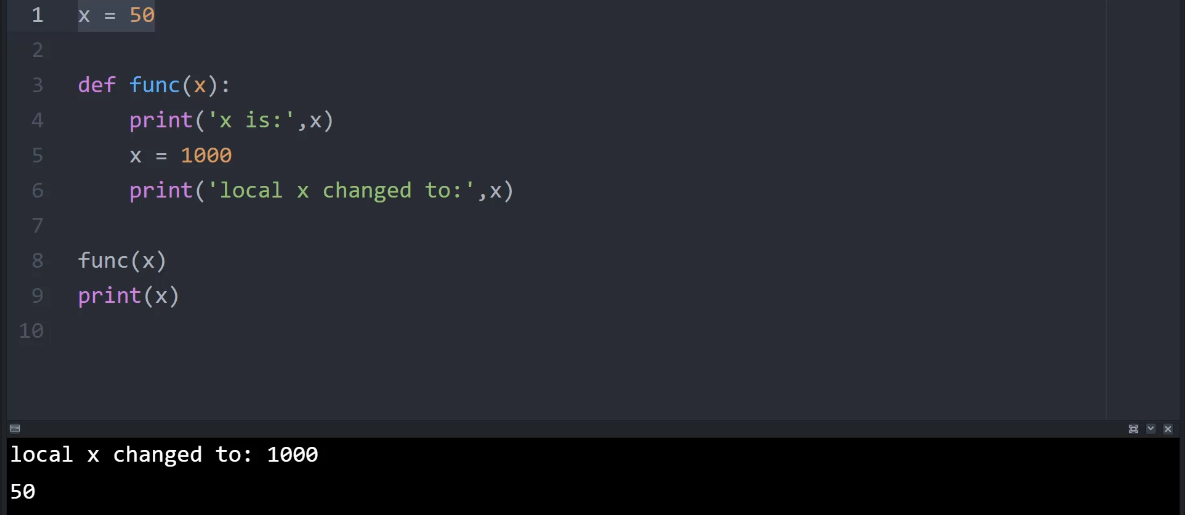 1 x = 50
2
3 def func(x):
4     print('x is:',x)
5     x = 1000
6     print('local x changed to:',x)
7
8 func(x)
9 print(x)
10
local x changed to: 1000
50